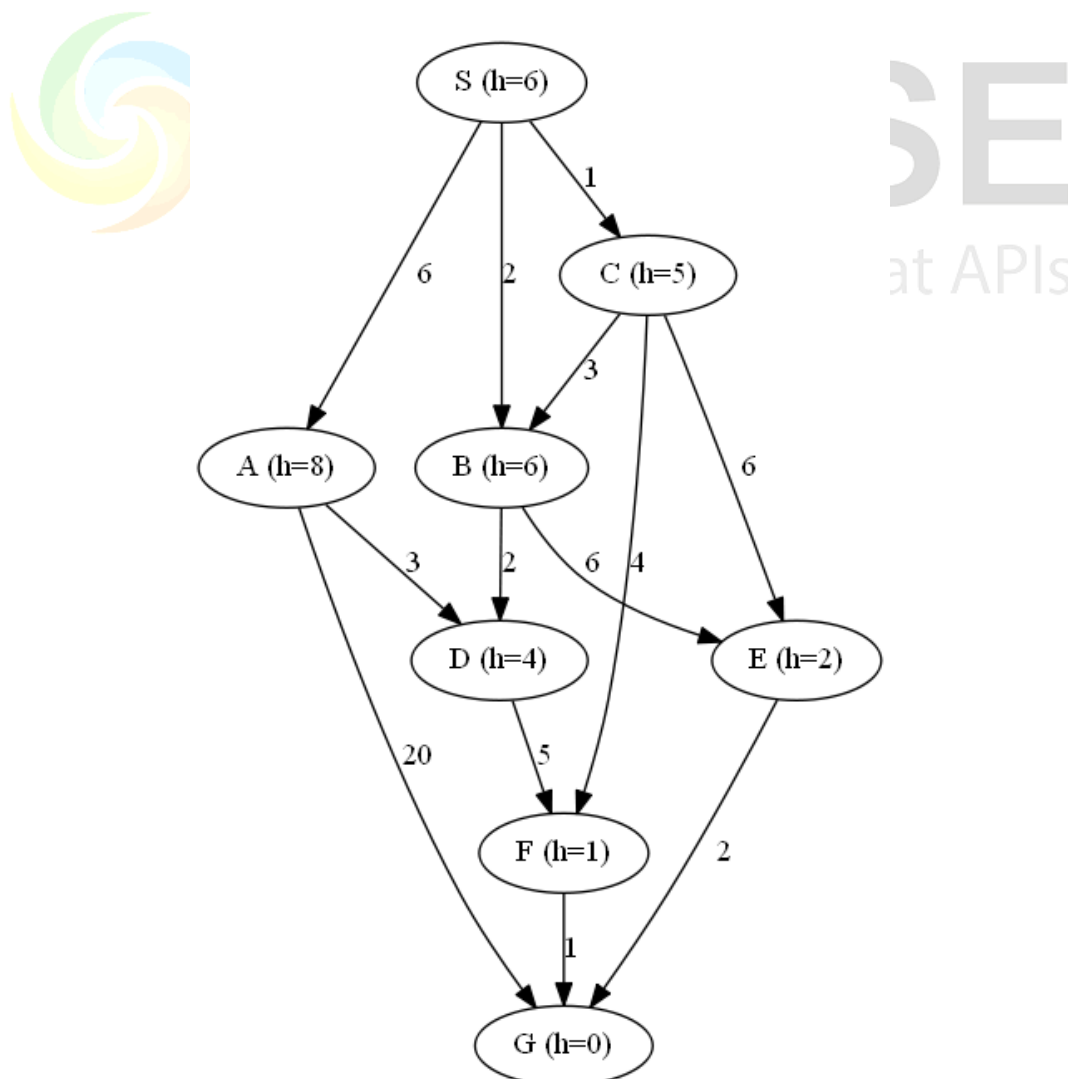 S (h=6)
SE
1
C (h=5)
6
2
at APIs
3
A (h=8)
B (h=6)
6
3
2
6
4
D (h=4)
E (h=2)
20
5
F (h=1)
2
1
G (h=0)